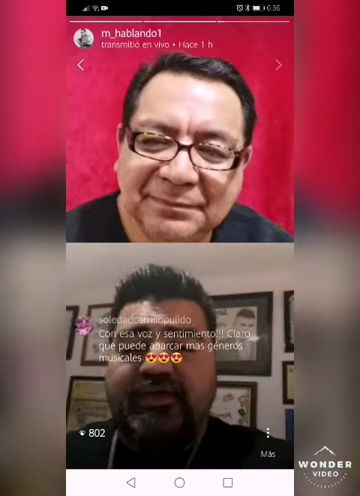 6:36
m_hablando1
transmitió en vivo • Hace 1 h
soledadcarrillopulido
Con esa voz y sentimiento!!! Claro
que puede abarcar mas géneros
musicales 😍😍😍
802
Más
WONDER
VIDEO